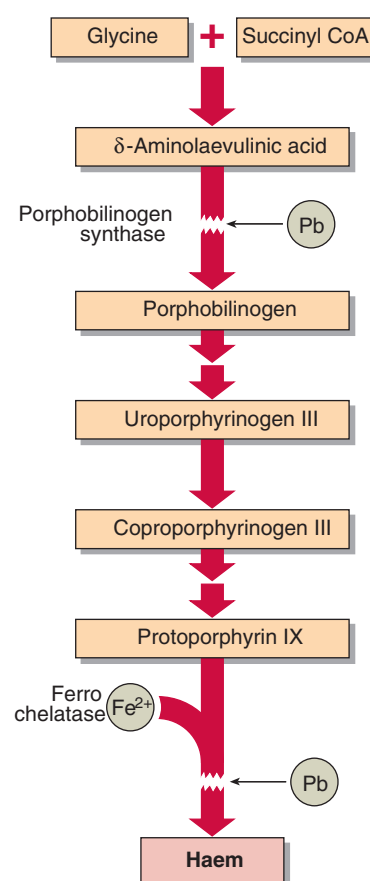 Glycine + Succinyl CoA
δ-Aminolaevulinic acid
Porphobilinogen
synthase
Pb
Porphobilinogen
Uroporphyrinogen III
Coproporphyrinogen III
Protoporphyrin IX
Ferro
chelatase
Fe²⁺
Pb
Haem